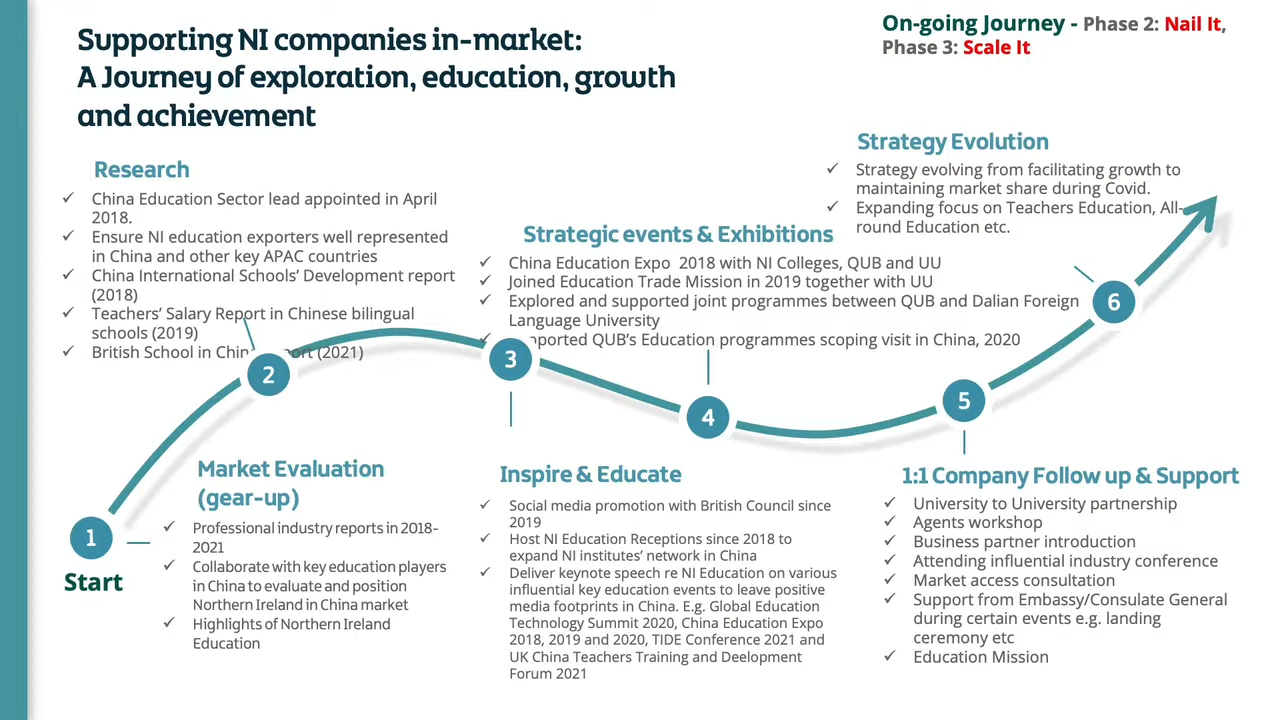 Supporting NI companies in-market:
A Journey of exploration, education, growth
and achievement
On-going Journey - Phase 2: Nail It,
Phase 3: Scale It
Research
✓ China Education Sector lead appointed in April
2018.
✓ Ensure NI education exporters well represented
in China and other key APAC countries
✓ China International Schools' Development report
(2018)
✓ Teachers' Salary Report in Chinese bilingual
schools (2019)
✓ British School in China (2021)
Strategic events & Exhibitions
✓ China Education Expo 2018 with NI Colleges, QUB and UU
✓ Joined Education Trade Mission in 2019 together with UU
✓ Explored and supported joint programmes between QUB and Dalian Foreign
Language University
✓ QUB's Education programmes scoping visit in China, 2020
Strategy Evolution
✓ Strategy evolving from facilitating growth to
maintaining market share during Covid.
✓ Expanding focus on Teachers Education, All-
round Education etc.
1
Start
2
3
4
5
6
Market Evaluation
(gear-up)
✓ Professional industry reports in 2018-
2021
✓ Collaborate with key education players
in China to evaluate and position
Northern Ireland in China market
✓ Highlights of Northern Ireland
Education
Inspire & Educate
✓ Social media promotion with British Council since
2019
✓ Host NI Education Receptions since 2018 to
expand NI institutes' network in China
✓ Deliver keynote speech re NI Education on various
influential key education events to leave positive
media footprints in China. E.g. Global Education
Technology Summit 2020, China Education Expo
2018, 2019 and 2020, TIDE Conference 2021 and
UK China Teachers Training and Deelopment
Forum 2021
1:1 Company Follow up & Support
✓ University to University partnership
✓ Agents workshop
✓ Business partner introduction
✓ Attending influential industry conference
✓ Market access consultation
✓ Support from Embassy/Consulate General
during certain events e.g. landing
ceremony etc
✓ Education Mission